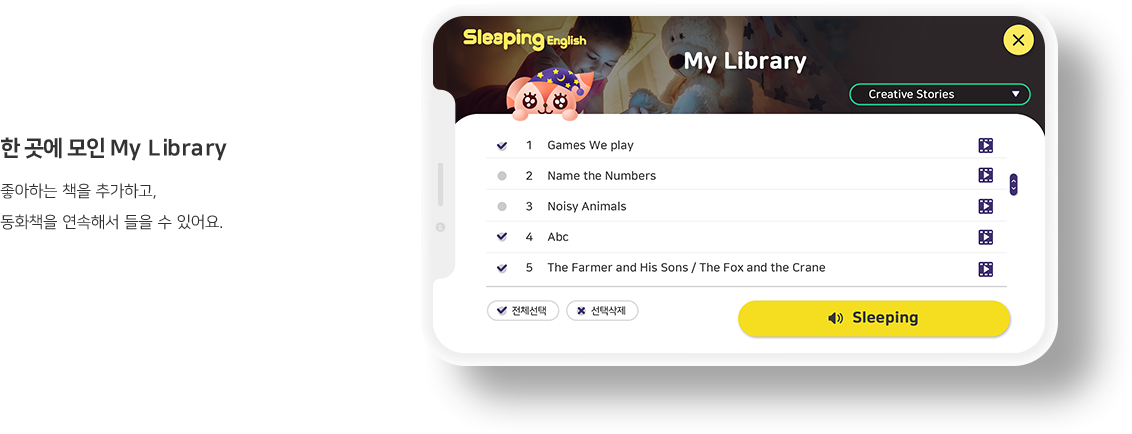 한 곳에 모인 My Library
좋아하는 책을 추가하고,
동화책을 연속해서 들을 수 있어요.
Sleeping English
My Library
Creative Stories
1 Games We play
2 Name the Numbers
3 Noisy Animals
4 Abc
5 The Farmer and His Sons / The Fox and the Crane
전체선택 선택삭제
Sleeping